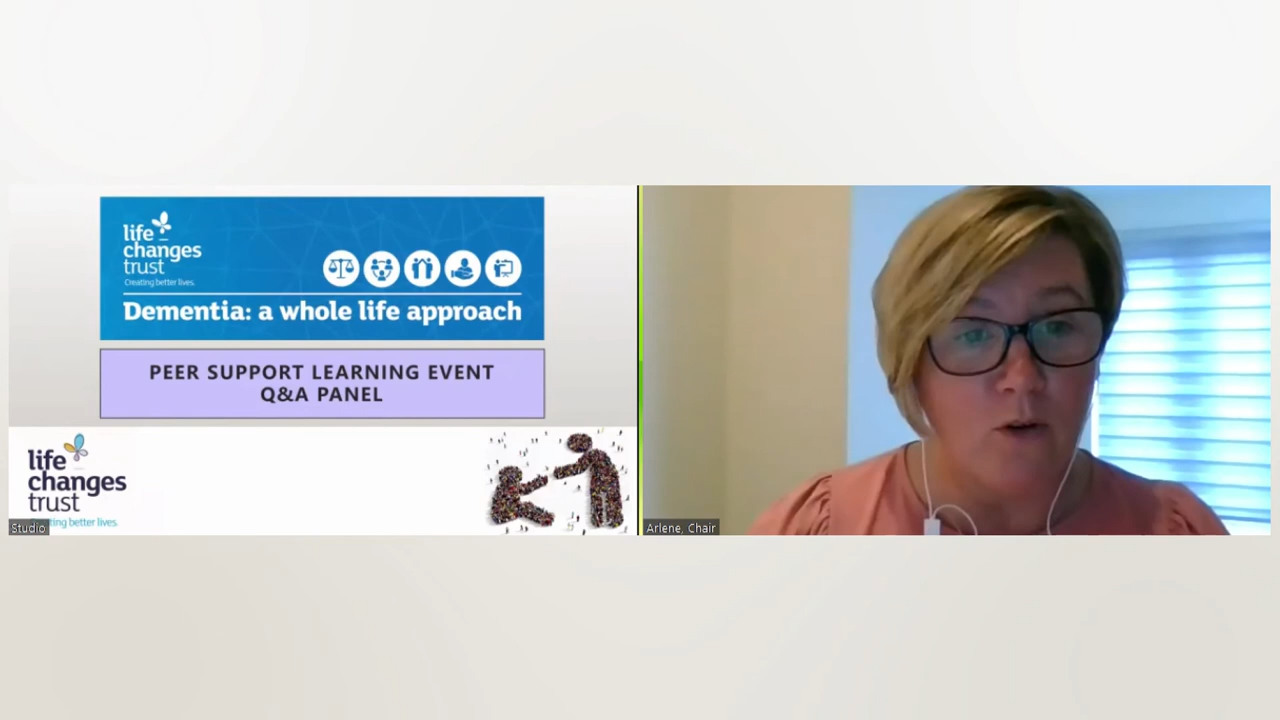 life
changes
trust
Creating better lives.
Dementia: a whole life approach
PEER SUPPORT LEARNING EVENT
Q&A PANEL
life
changes
trust
ting better lives.
Studio
Arlene, Chair